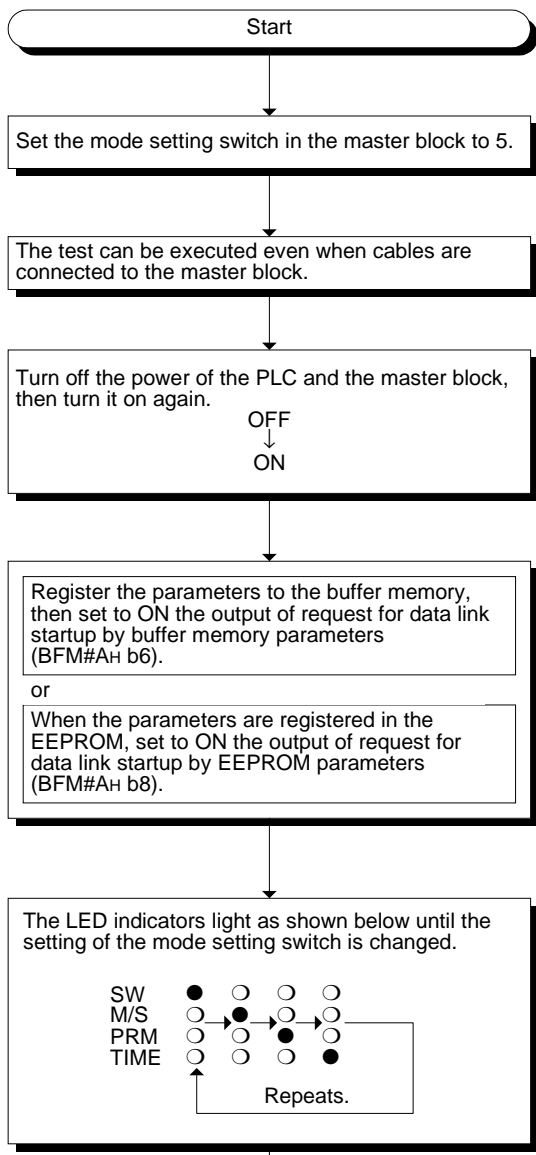 Start
Set the mode setting switch in the master block to 5.
The test can be executed even when cables are
connected to the master block.
Turn off the power of the PLC and the master block,
then turn it on again.
OFF
↓
ON
Register the parameters to the buffer memory,
then set to ON the output of request for data link
startup by buffer memory parameters
(BFM#AH b6).
or
When the parameters are registered in the
EEPROM, set to ON the output of request for
data link startup by EEPROM parameters
(BFM#AH b8).
The LED indicators light as shown below until the
setting of the mode setting switch is changed.
SW
M/S
PRM
TIME
Repeats.